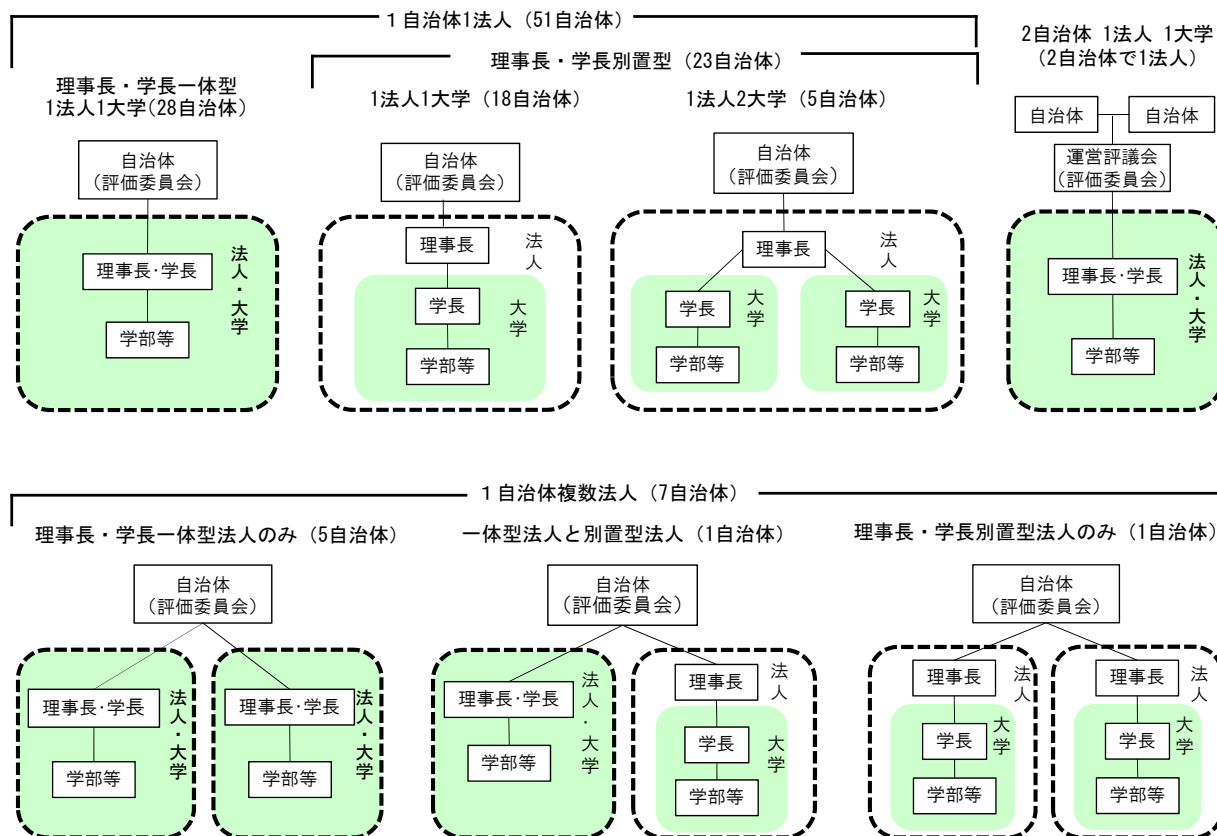 １自治体1法人（51自治体）
理事長・学長別置型（23自治体）
理事長・学長一体型
1法人1大学(28自治体）
自治体
（評価委員会）
理事長・学長
学部等
法人・大学
1法人1大学（18自治体）
自治体
（評価委員会）
理事長
法人
学長
大学
学部等
1法人2大学（5自治体）
自治体
（評価委員会）
理事長
法人
学長
大学
学部等
学長
大学
学部等
2自治体 1法人 1大学
（2自治体で1法人）
自治体
自治体
運営評議会
（評価委員会）
理事長・学長
学部等
法人・大学
１自治体複数法人（7自治体）
理事長・学長一体型法人のみ（5自治体）
自治体
（評価委員会）
理事長・学長
学部等
法人・大学
理事長・学長
学部等
法人・大学
一体型法人と別置型法人（1自治体）
自治体
（評価委員会）
理事長・学長
学部等
法人・大学
理事長
法人
学長
大学
学部等
理事長・学長別置型法人のみ（1自治体）
自治体
（評価委員会）
理事長
法人
学長
大学
学部等
理事長
法人
学長
大学
学部等